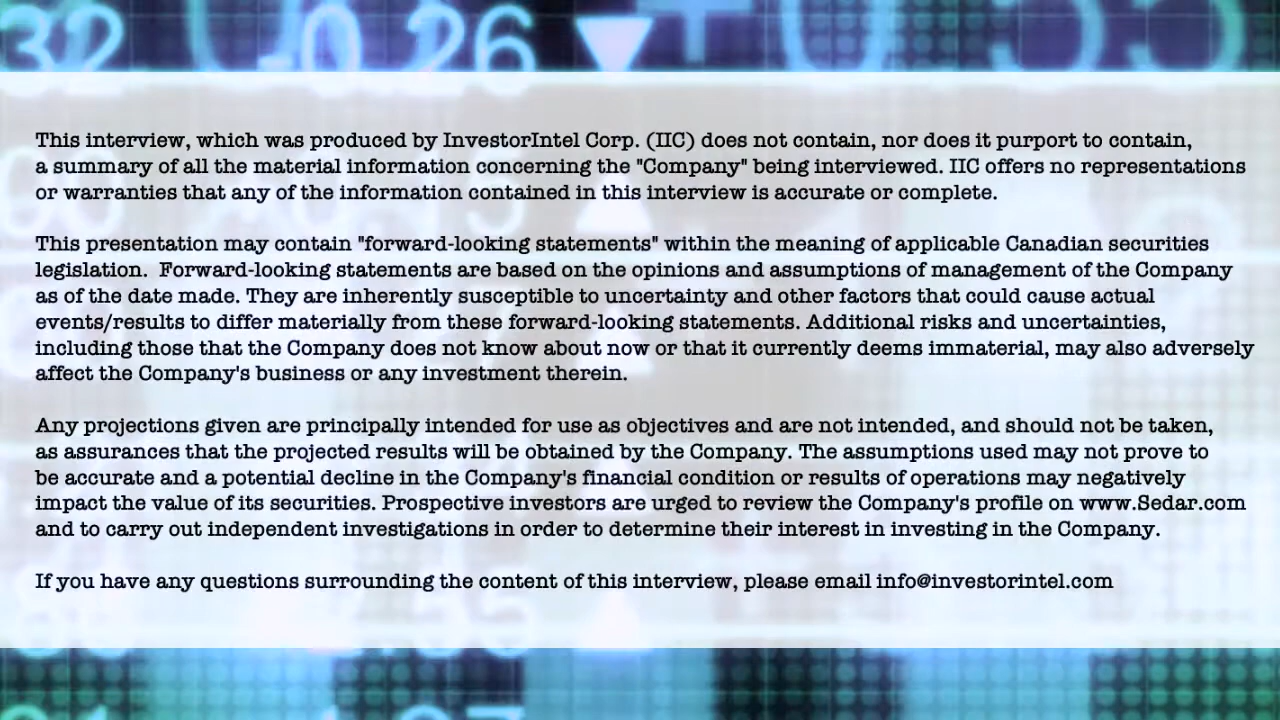 32 -0.26 ▼ + 0.55
This interview, which was produced by InvestorIntel Corp. (IIC) does not contain, nor does it purport to contain,
a summary of all the material information concerning the "Company" being interviewed. IIC offers no representations
or warranties that any of the information contained in this interview is accurate or complete.
This presentation may contain "forward-looking statements" within the meaning of applicable Canadian securities
legislation.  Forward-looking statements are based on the opinions and assumptions of management of the Company
as of the date made. They are inherently susceptible to uncertainty and other factors that could cause actual
events/results to differ materially from these forward-looking statements. Additional risks and uncertainties,
including those that the Company does not know about now or that it currently deems immaterial, may also adversely
affect the Company's business or any investment therein.
Any projections given are principally intended for use as objectives and are not intended, and should not be taken,
as assurances that the projected results will be obtained by the Company. The assumptions used may not prove to
be accurate and a potential decline in the Company's financial condition or results of operations may negatively
impact the value of its securities. Prospective investors are urged to review the Company's profile on www.Sedar.com
and to carry out independent investigations in order to determine their interest in investing in the Company.
If you have any questions surrounding the content of this interview, please email info@investorintel.com